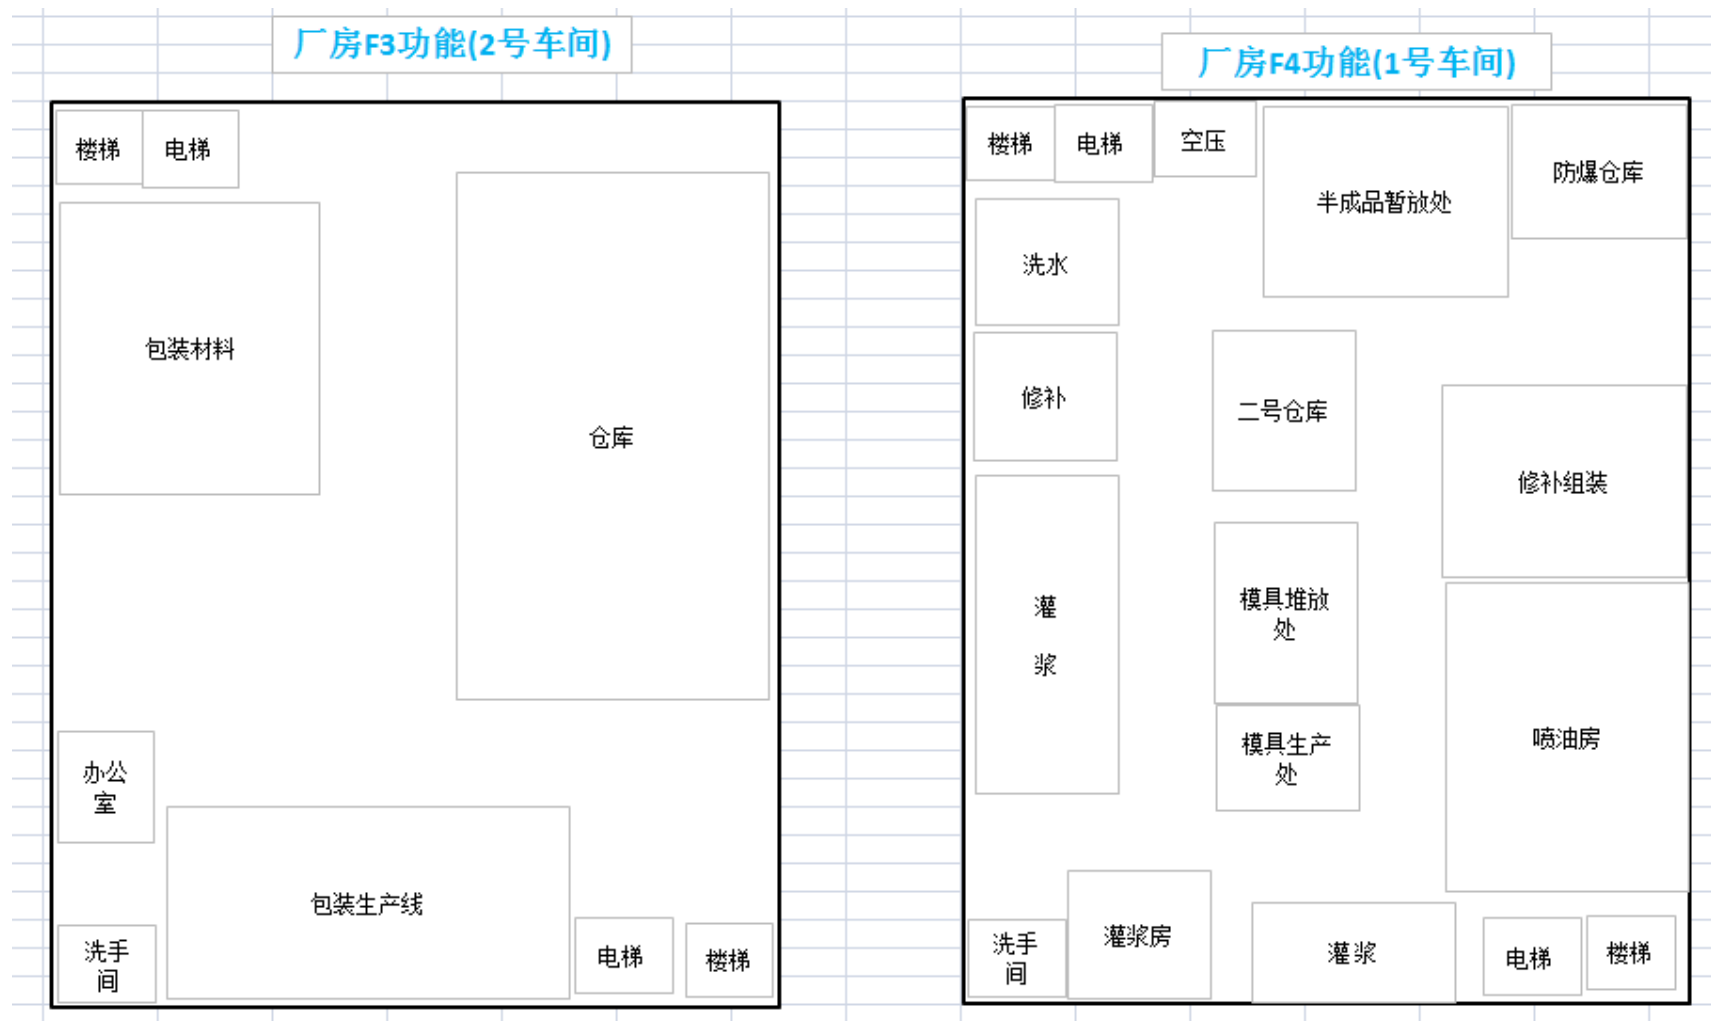 厂房F3功能(2号车间)
楼梯
电梯
包装材料
仓库
办公
室
包装生产线
洗手
间
电梯
楼梯
厂房F4功能(1号车间)
楼梯
电梯
空压
半成品暂放处
防爆仓库
洗水
修补
二号仓库
修补组装
灌
浆
模具堆放
处
模具生产
处
喷油房
洗手
间
灌浆房
灌浆
电梯
楼梯